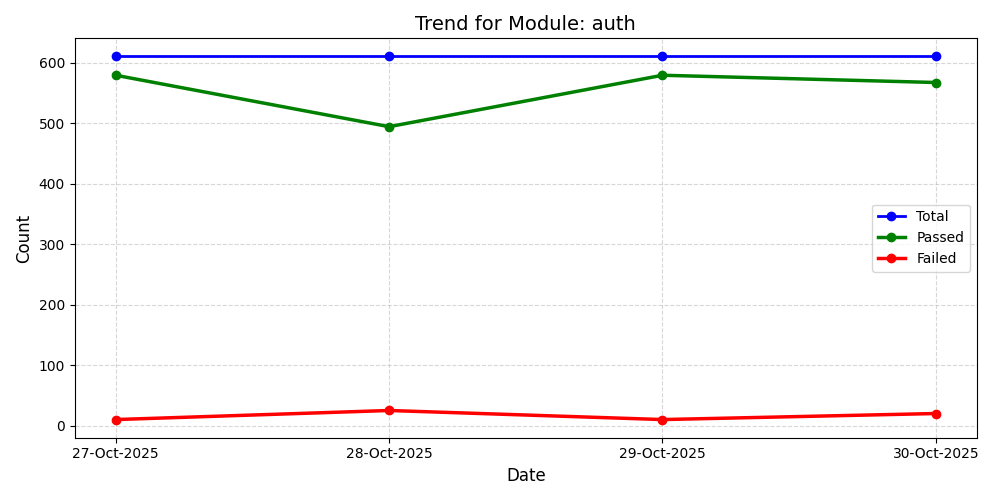 Trend for Module: auth
600
500
400
300
200
100
0
Count
Total
Passed
Failed
27-Oct-2025
28-Oct-2025
29-Oct-2025
30-Oct-2025
Date